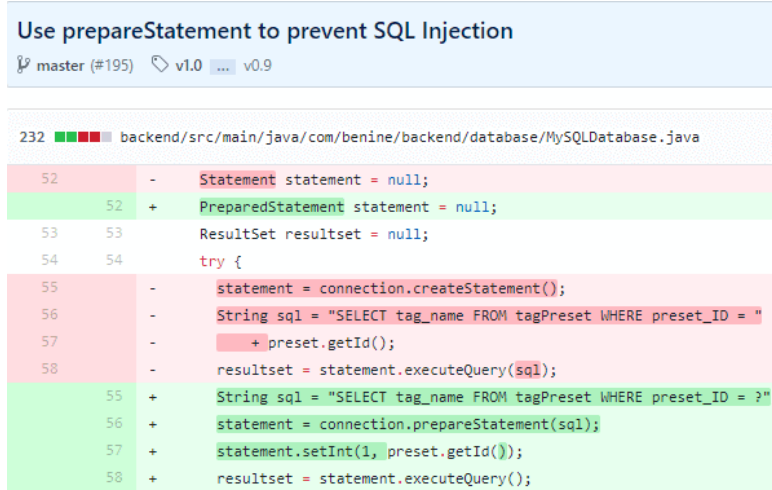 Use prepareStatement to prevent SQL Injection
master (#195) v1.0 ... v0.9
232 backend/src/main/java/com/benine/backend/database/MySQLDatabase.java
52 - Statement statement = null;
52 + PreparedStatement statement = null;
53 53 ResultSet resultset = null;
54 54 try {
55 - statement = connection.createStatement();
56 - String sql = "SELECT tag_name FROM tagPreset WHERE preset_ID = "
57 - + preset.getId();
58 - resultset = statement.executeQuery(sql);
55 + String sql = "SELECT tag_name FROM tagPreset WHERE preset_ID = ?"
56 + statement = connection.prepareStatement(sql);
57 + statement.setInt(1, preset.getId());
58 + resultset = statement.executeQuery();